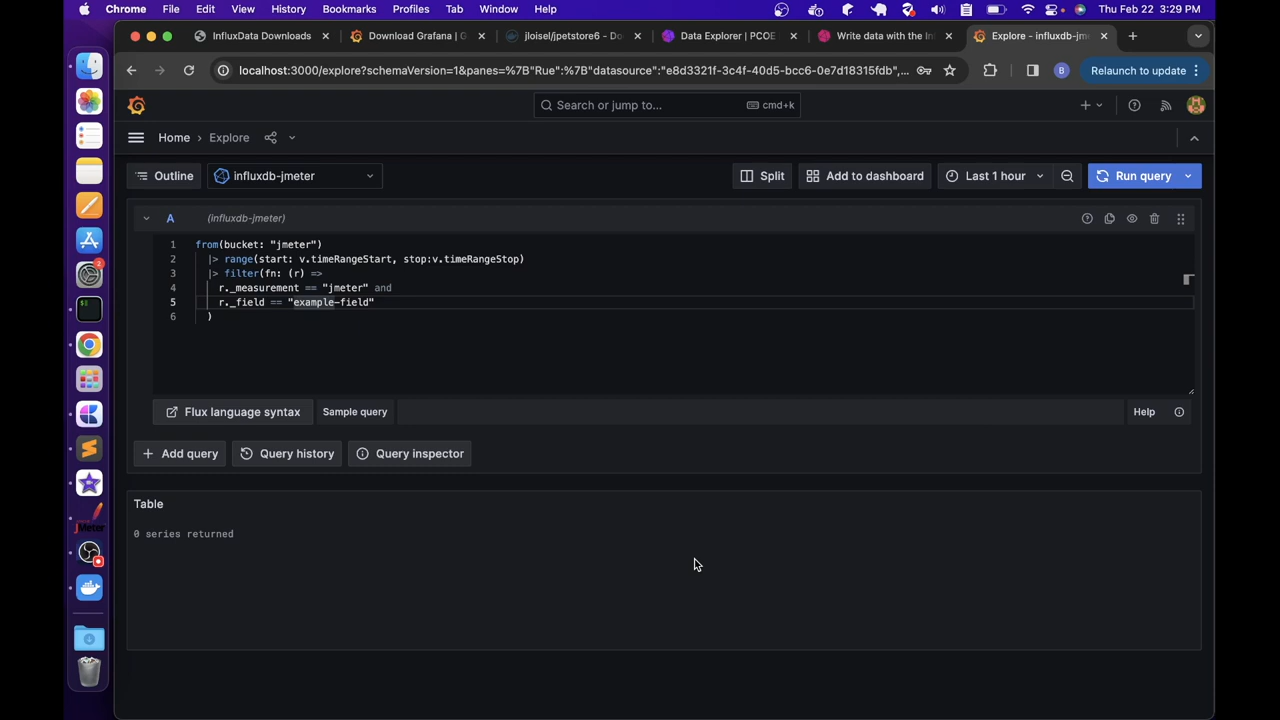 Chrome File Edit View History Bookmarks Profiles Tab Window Help Thu Feb 22 3:29 PM
InfluxData Downloads Download Grafana | G jloisel/jpetstore6 - Do Data Explorer | PCOE Write data with the In Explore - influxdb-jm
localhost:3000/explore?schemaVersion=1&panes=%7B"Rue":%7B"datasource":"e8d3321f-3c4f-40d5-bcc6-0e7d18315fdb",... B Relaunch to update
Search or jump to... cmd+k
Home Explore
Outline influxdb-jmeter Split Add to dashboard Last 1 hour Run query
A (influxdb-jmeter)
1 from(bucket: "jmeter")
2 |> range(start: v.timeRangeStart, stop:v.timeRangeStop)
3 |> filter(fn: (r) =>
4 r._measurement == "jmeter" and
5 r._field == "example-field"
6 )
Flux language syntax Sample query Help
Add query Query history Query inspector
Table
0 series returned
2
JMeter